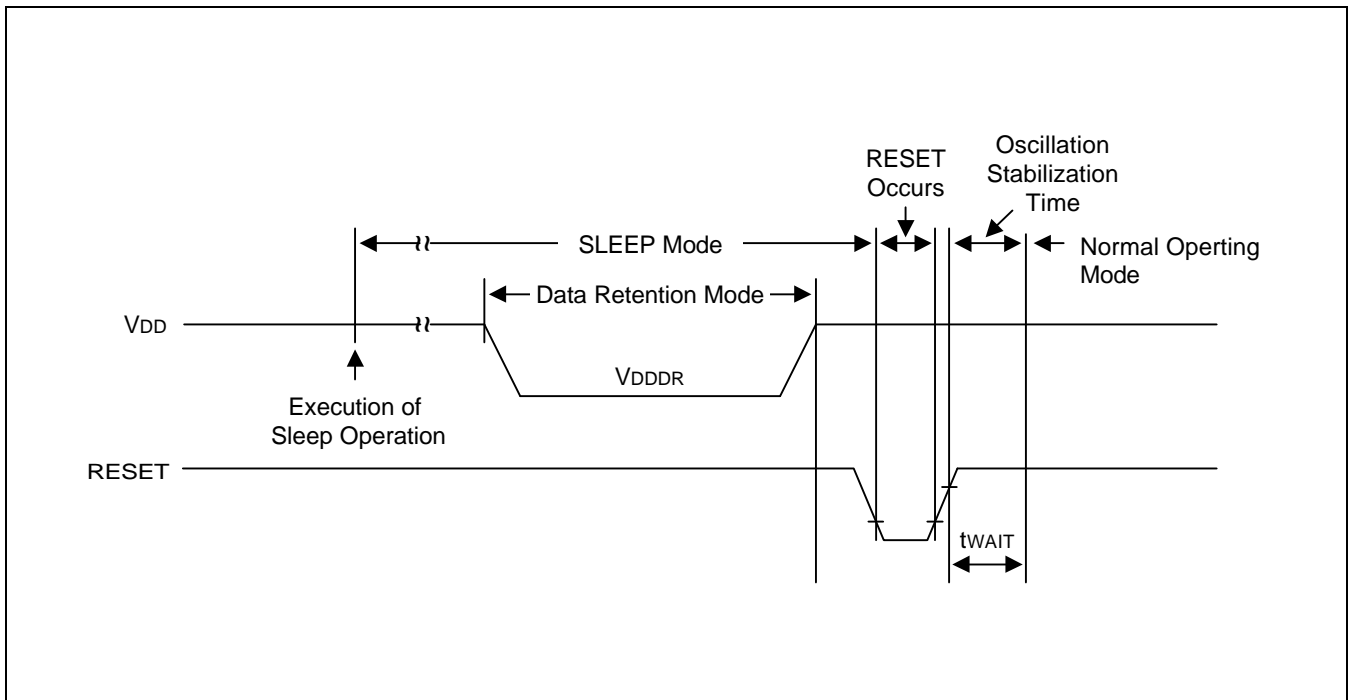 RESET
Occurs
Oscillation
Stabilization
Time
SLEEP Mode
Normal Operting
Mode
Data Retention Mode
VDD
VDDDR
Execution of
Sleep Operation
RESET
tWAIT